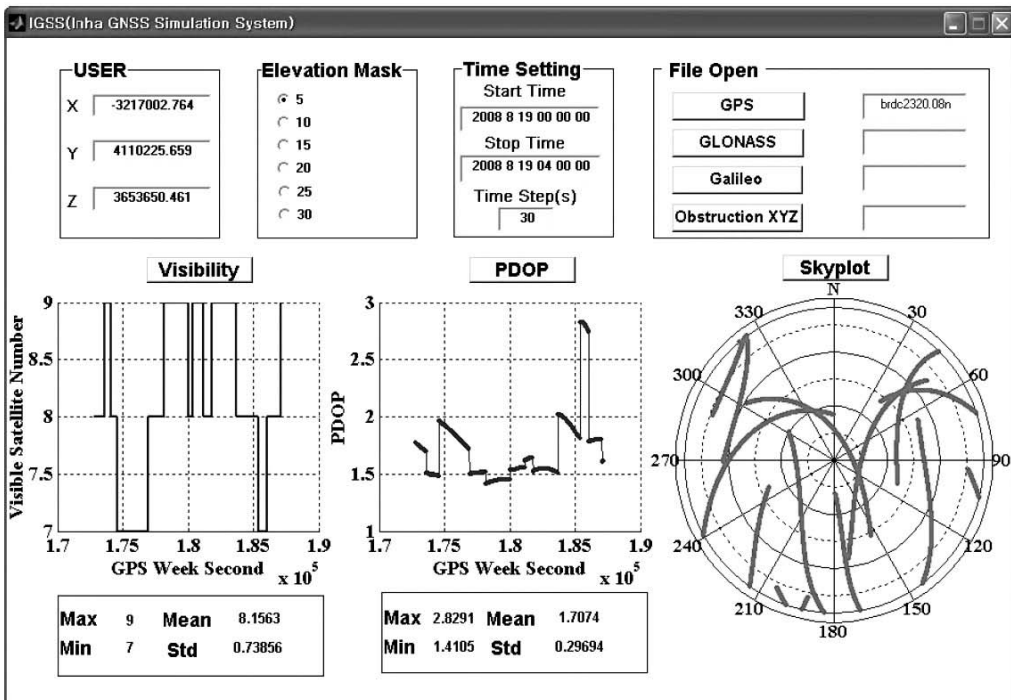 IGSS(Inha GNSS Simulation System)
USER
X -3217002.764
Y 4110225.659
Z 3653650.461
Elevation Mask
5
10
15
20
25
30
Time Setting
Start Time
2008 8 19 00 00 00
Stop Time
2008 8 19 04 00 00
Time Step(s)
30
File Open
GPS brdc2320.08n
GLONASS
Galileo
Obstruction XYZ
Visibility
Visible Satellite Number
9
8.5
8
7.5
7
1.7 1.75 1.8 1.85 1.9
GPS Week Second x 10^5
Max 9 Mean 8.1563
Min 7 Std 0.73856
PDOP
PDOP
3
2.5
2
1.5
1
1.7 1.75 1.8 1.85 1.9
GPS Week Second x 10^5
Max 2.8291 Mean 1.7074
Min 1.4105 Std 0.29694
Skyplot
N
330 30
300 60
270 90
240 120
210 150
180